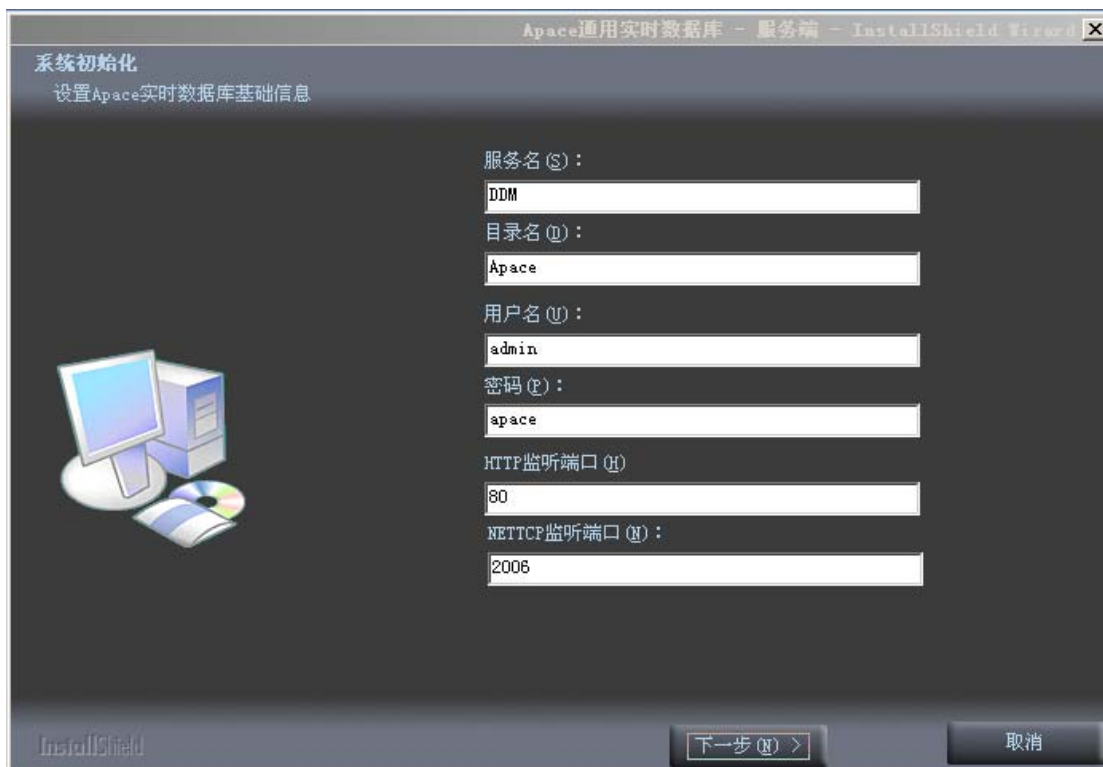 Apace通用实时数据库 - 服务端 - InstallShield Wizard
系统初始化
设置Apace实时数据库基础信息
服务名(S)：
DDM
目录名(D)：
Apace
用户名(U)：
admin
密码(P)：
apace
HTTP监听端口(H)
80
NETTCP监听端口(N)：
2006
InstallShield
下一步(N) >
取消